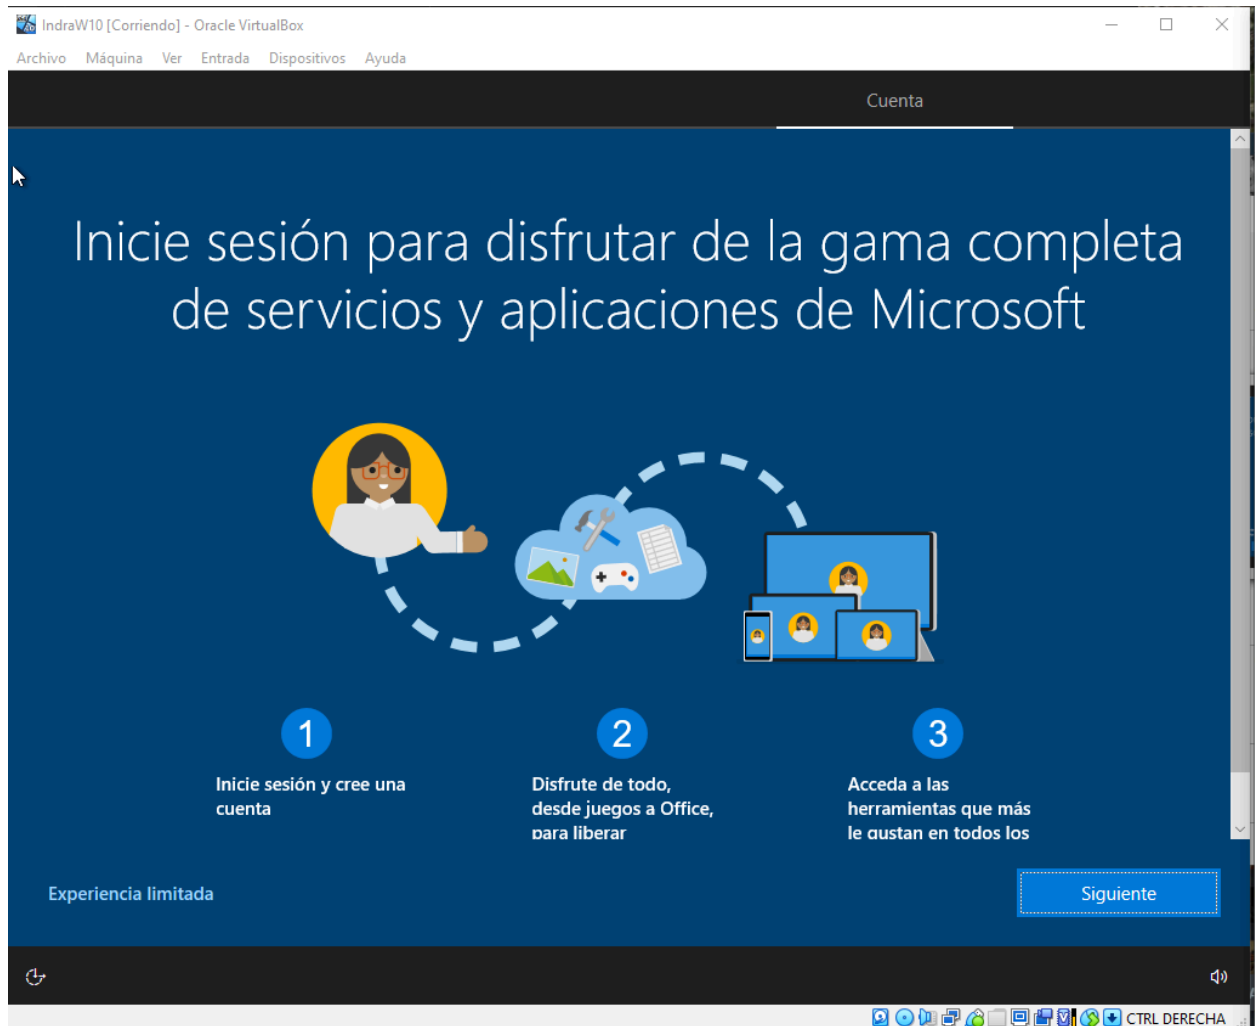 IndraW10 [Corriendo] - Oracle VirtualBox
Archivo Máquina Ver Entrada Dispositivos Ayuda
Cuenta
Inicie sesión para disfrutar de la gama completa
de servicios y aplicaciones de Microsoft
1
Inicie sesión y cree una
cuenta
2
Disfrute de todo,
desde juegos a Office,
para liberar
3
Acceda a las
herramientas que más
le gustan en todos los
Experiencia limitada
Siguiente
CTRL DERECHA